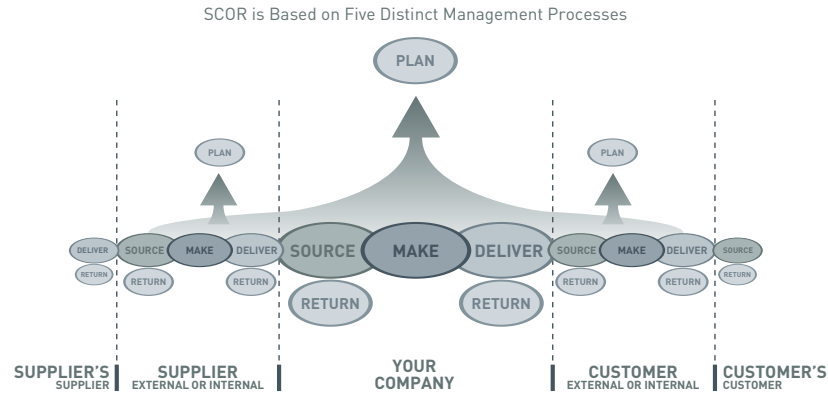 SCOR is Based on Five Distinct Management Processes
PLAN
PLAN
PLAN
DELIVER
SOURCE
MAKE
DELIVER
SOURCE
MAKE
DELIVER
SOURCE
MAKE
DELIVER
SOURCE
RETURN
RETURN
RETURN
RETURN
RETURN
RETURN
RETURN
RETURN
SUPPLIER'S
SUPPLIER
SUPPLIER
EXTERNAL OR INTERNAL
YOUR
COMPANY
CUSTOMER
EXTERNAL OR INTERNAL
CUSTOMER'S
CUSTOMER